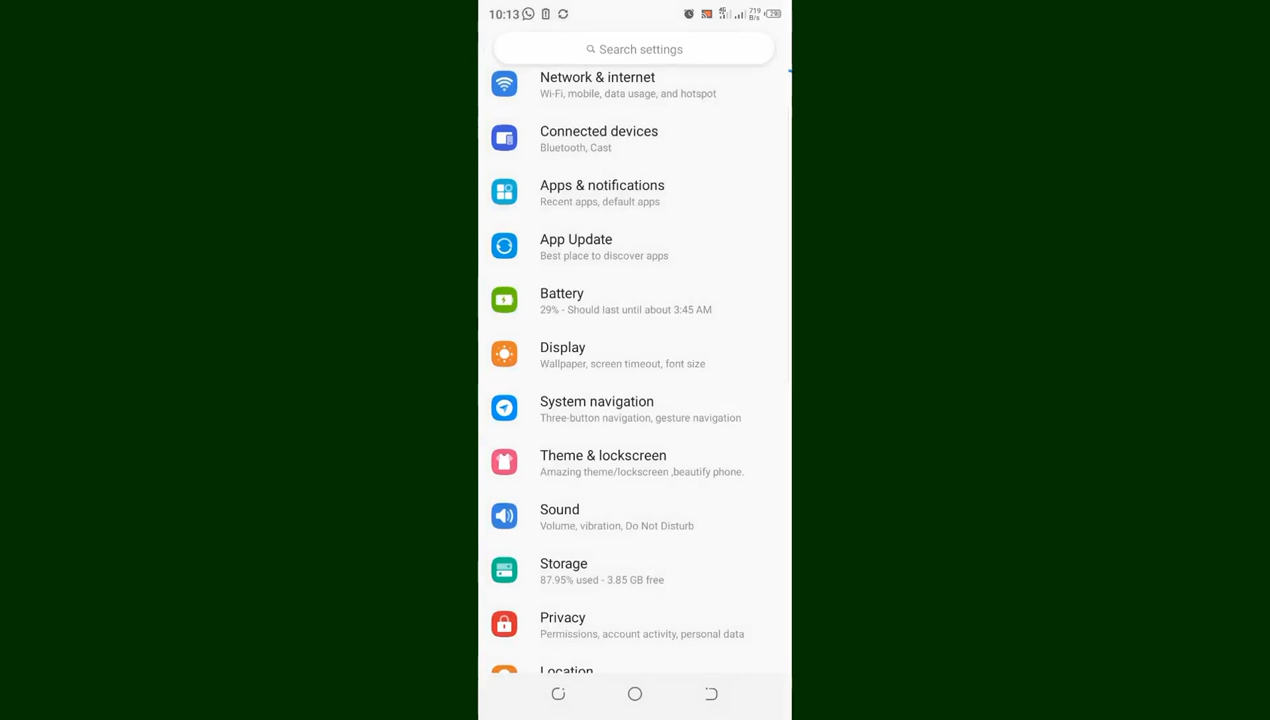 10:13
4G 719 B/s 29
Search settings
Network & internet
Wi-Fi, mobile, data usage, and hotspot
Connected devices
Bluetooth, Cast
Apps & notifications
Recent apps, default apps
App Update
Best place to discover apps
Battery
29% - Should last until about 3:45 AM
Display
Wallpaper, screen timeout, font size
System navigation
Three-button navigation, gesture navigation
Theme & lockscreen
Amazing theme/lockscreen ,beautify phone.
Sound
Volume, vibration, Do Not Disturb
Storage
87.95% used - 3.85 GB free
Privacy
Permissions, account activity, personal data
Location